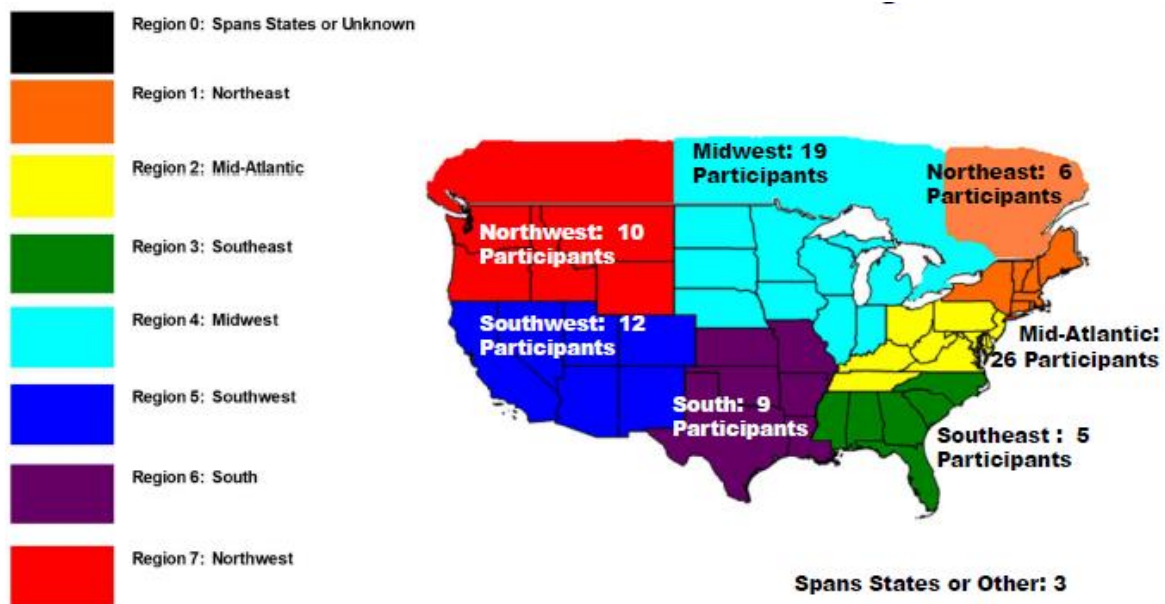 Region 0: Spans States or Unknown
Region 1: Northeast
Region 2: Mid-Atlantic
Region 3: Southeast
Region 4: Midwest
Region 5: Southwest
Region 6: South
Region 7: Northwest
Midwest: 19
Participants
Northeast: 6
Participants
Northwest: 10
Participants
Southwest: 12
Participants
Mid-Atlantic:
26 Participants
South: 9
Participants
Southeast : 5
Participants
Spans States or Other: 3